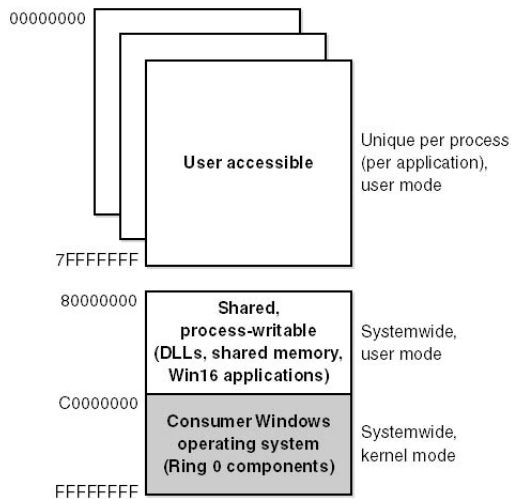 00000000
User accessible
Unique per process
(per application),
user mode
7FFFFFFF
80000000
Shared,
process-writable
(DLLs, shared memory,
Win16 applications)
Systemwide,
user mode
C0000000
Consumer Windows
operating system
(Ring 0 components)
Systemwide,
kernel mode
FFFFFFFF